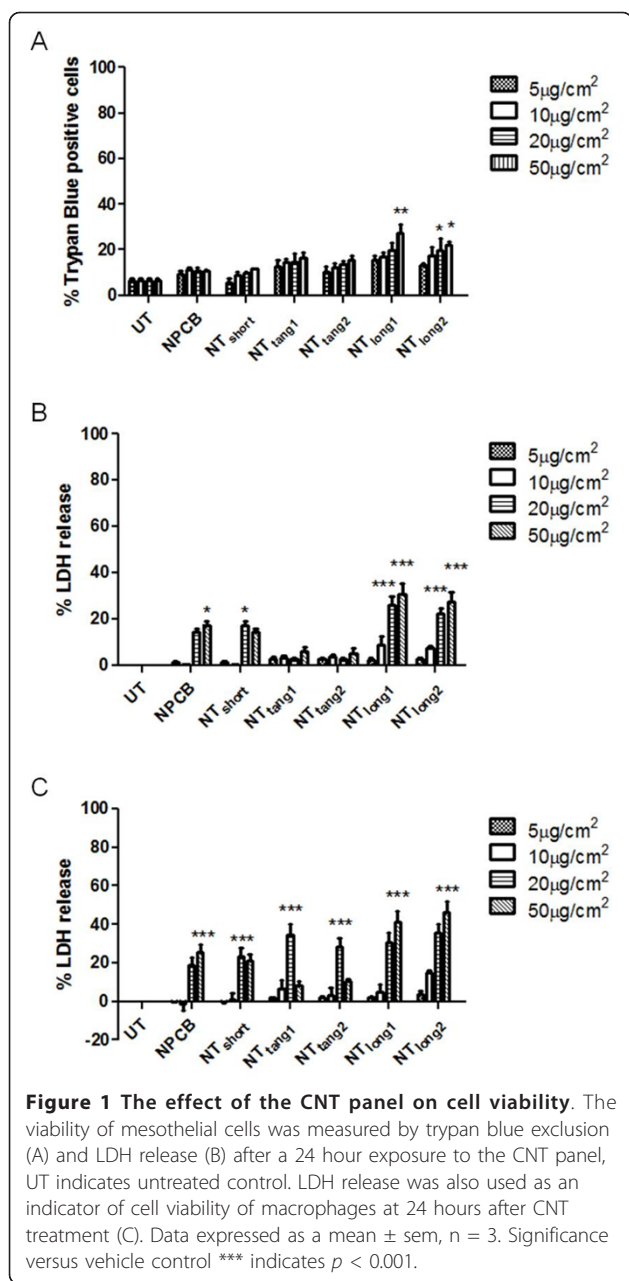 A
% Trypan Blue positive cells
100
80
60
40
20
0
** * *
UT NPCB NT short NT tang1 NT tang2 NT long1 NT long2
5µg/cm²
10µg/cm²
20µg/cm²
50µg/cm²
B
% LDH release
100
80
60
40
20
0
* * *** *** *** ***
UT NPCB NT short NT tang1 NT tang2 NT long1 NT long2
5µg/cm²
10µg/cm²
20µg/cm²
50µg/cm²
C
% LDH release
100
80
60
40
20
0
-20
*** *** *** *** *** ***
UT NPCB NT short NT tang1 NT tang2 NT long1 NT long2
5µg/cm²
10µg/cm²
20µg/cm²
50µg/cm²
Figure 1 The effect of the CNT panel on cell viability. The
viability of mesothelial cells was measured by trypan blue exclusion
(A) and LDH release (B) after a 24 hour exposure to the CNT panel,
UT indicates untreated control. LDH release was also used as an
indicator of cell viability of macrophages at 24 hours after CNT
treatment (C). Data expressed as a mean ± sem, n = 3. Significance
versus vehicle control *** indicates p < 0.001.